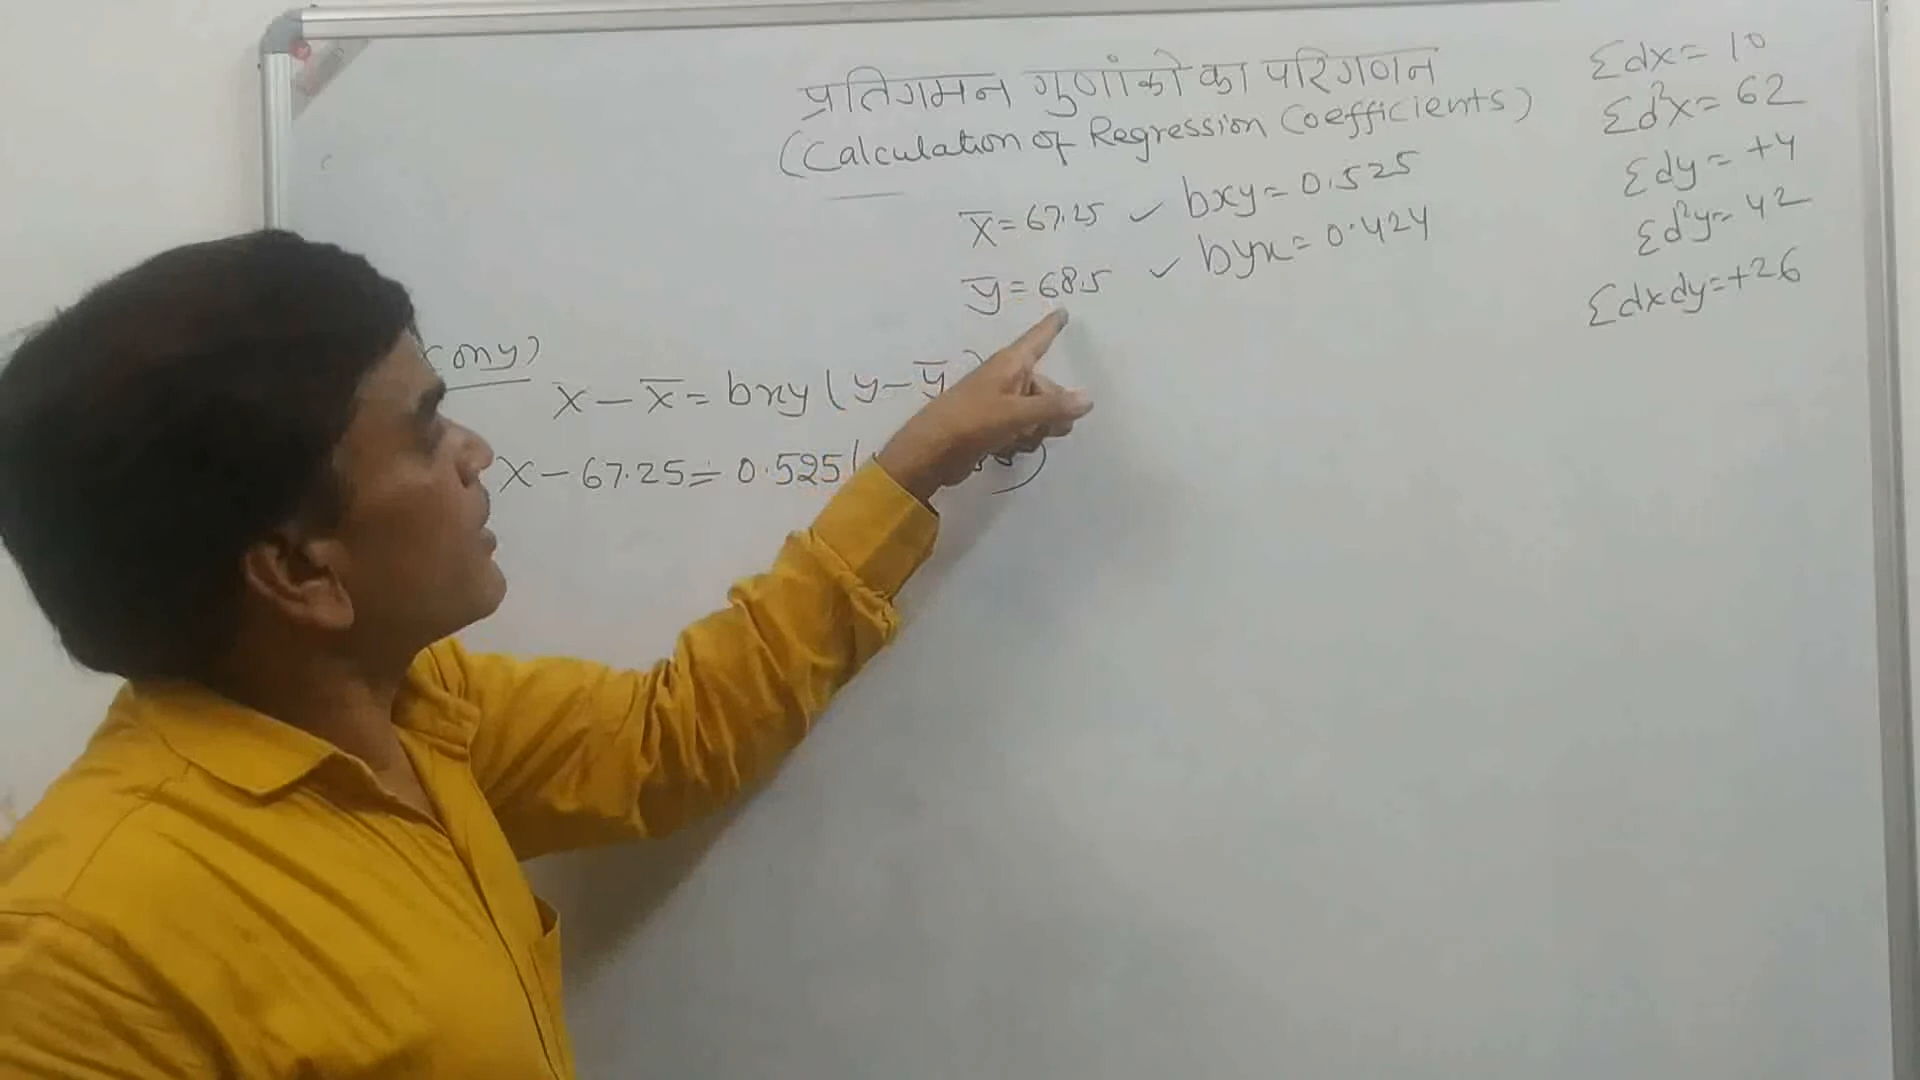 प्रतिगमन गुणांको का परिगणन
(Calculation of Regression Coefficients)
x̄ = 67.25 ✓ bxy = 0.525
ȳ = 68.5 ✓ byx = 0.424
on y)
x – x̄ = bxy (y – ȳ)
x – 67.25 = 0.525 (
Σdx = 10
Σd²x = 62
Σdy = +4
Σd²y = 42
Σdxdy = +26